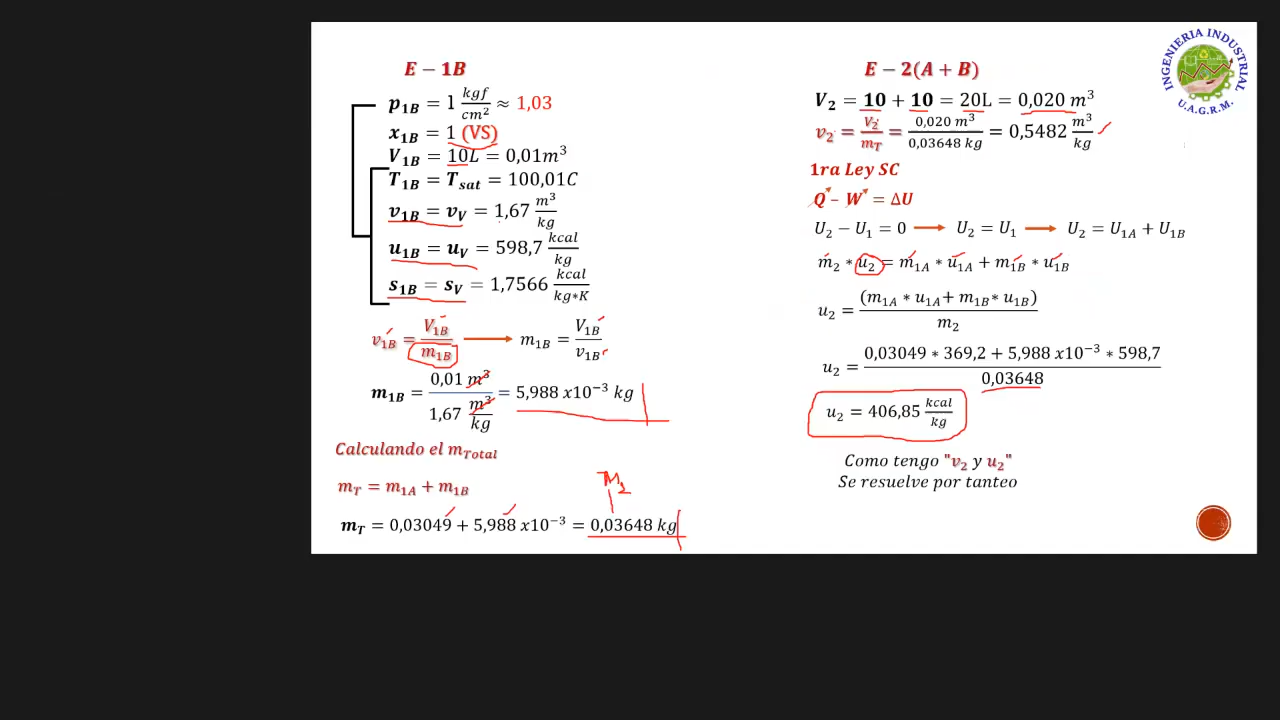 E − 1B
p₁B = 1 kgf/cm² ≈ 1,03
x₁B = 1 (VS)
V₁B = 10L = 0,01m³
T₁B = Tsat = 100,01C
v₁B = vV = 1,67 m³/kg
u₁B = uV = 598,7 kcal/kg
s₁B = sV = 1,7566 kcal/kg∗K
v₁B = V₁B/m₁B → m₁B = V₁B/v₁B
m₁B = 0,01 m³ / 1,67 m³/kg = 5,988 x10⁻³ kg
Calculando el mTotal
mT = m₁A + m₁B
M₂
mT = 0,03049 + 5,988 x10⁻³ = 0,03648 kg
E − 2(A + B)
V₂ = 10 + 10 = 20L = 0,020 m³
v₂ = V₂/mT = 0,020 m³/0,03648 kg = 0,5482 m³/kg
1ra Ley SC
Q − W = ΔU
U₂ − U₁ = 0 → U₂ = U₁ → U₂ = U₁A + U₁B
m₂ ∗ u₂ = m₁A ∗ u₁A + m₁B ∗ u₁B
u₂ = (m₁A ∗ u₁A + m₁B ∗ u₁B)/m₂
u₂ = 0,03049 ∗ 369,2 + 5,988 x10⁻³ ∗ 598,7 / 0,03648
u₂ = 406,85 kcal/kg
Como tengo "v₂ y u₂"
Se resuelve por tanteo
INGENIERIA INDUSTRIAL
U.A.G.R.M.